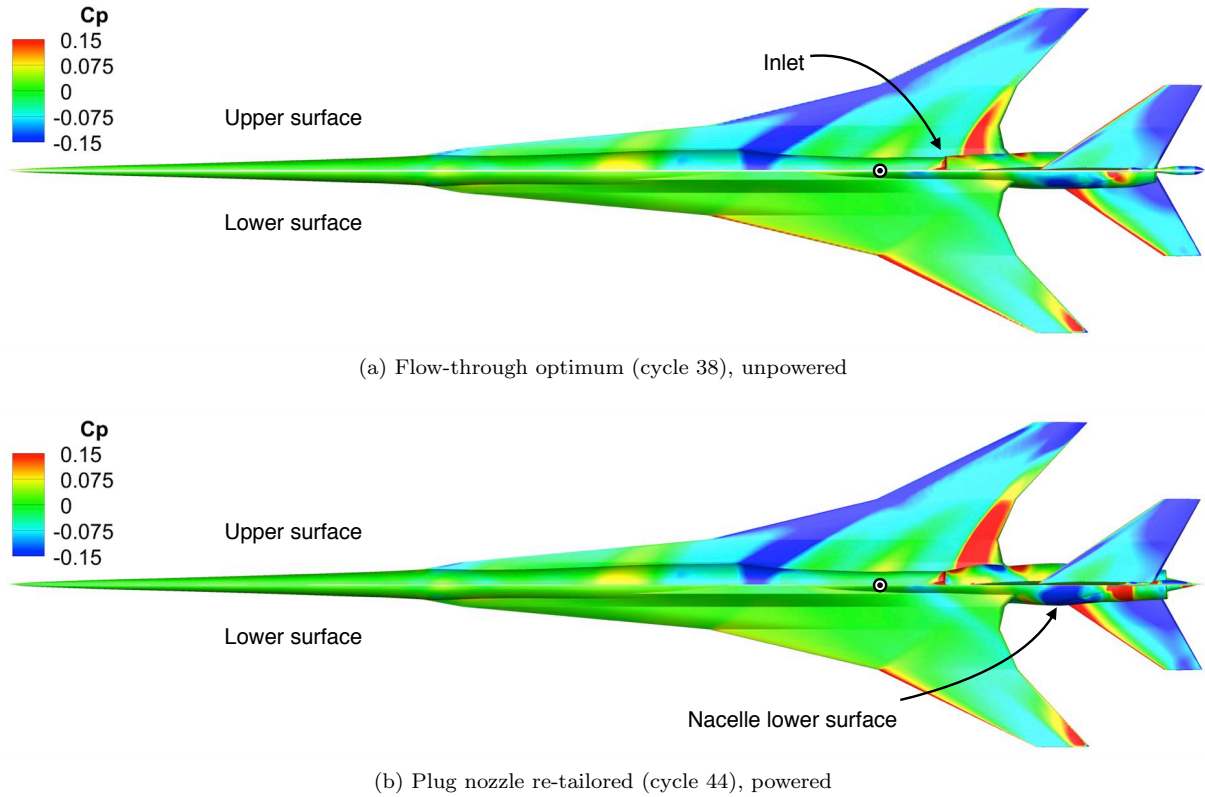 Cp
0.15
0.075
0
-0.075
-0.15
Inlet
Upper surface
Lower surface
(a) Flow-through optimum (cycle 38), unpowered
Cp
0.15
0.075
0
-0.075
-0.15
Upper surface
Lower surface
Nacelle lower surface
(b) Plug nozzle re-tailored (cycle 44), powered